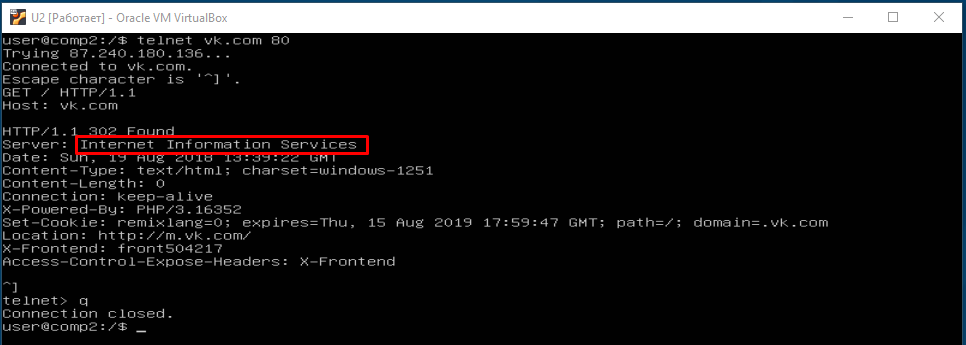 U2 [Работает] - Oracle VM VirtualBox
user@comp2:/$ telnet vk.com 80
Trying 87.240.180.136...
Connected to vk.com.
Escape character is '^]'.
GET / HTTP/1.1
Host: vk.com
HTTP/1.1 302 Found
Server: Internet Information Services
Date: Sun, 19 Aug 2018 13:39:22 GMT
Content-Type: text/html; charset=windows-1251
Content-Length: 0
Connection: keep-alive
X-Powered-By: PHP/3.16352
Set-Cookie: remixlang=0; expires=Thu, 15 Aug 2019 17:59:47 GMT; path=/; domain=.vk.com
Location: http://m.vk.com/
X-Frontend: front504217
Access-Control-Expose-Headers: X-Frontend
^]
telnet> q
Connection closed.
user@comp2:/$ _